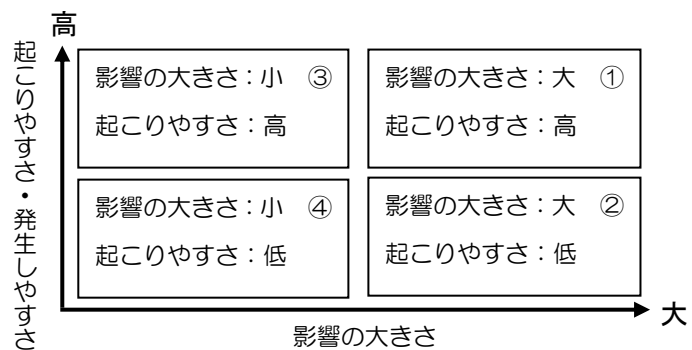 高
起こりやすさ・発生しやすさ
影響の大きさ：小 ③
起こりやすさ：高
影響の大きさ：大 ①
起こりやすさ：高
影響の大きさ：小 ④
起こりやすさ：低
影響の大きさ：大 ②
起こりやすさ：低
大
影響の大きさ